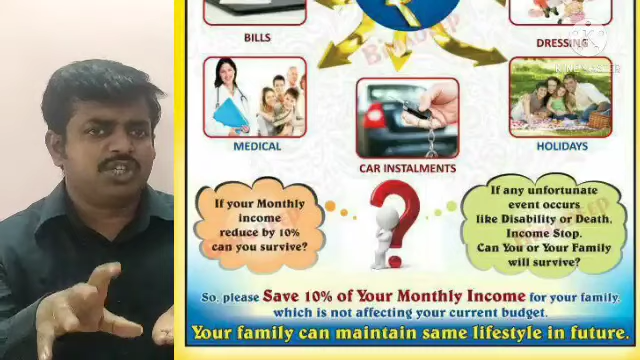 BILLS
DRESSING
MEDICAL
CAR INSTALMENTS
HOLIDAYS
If your Monthly
income
reduce by 10%
can you survive?
If any unfortunate
event occurs
like Disability or Death,
Income Stop.
Can You or Your Family
will survive?
So, please Save 10% of Your Monthly Income for your family,
which is not affecting your current budget.
Your family can maintain same lifestyle in future.